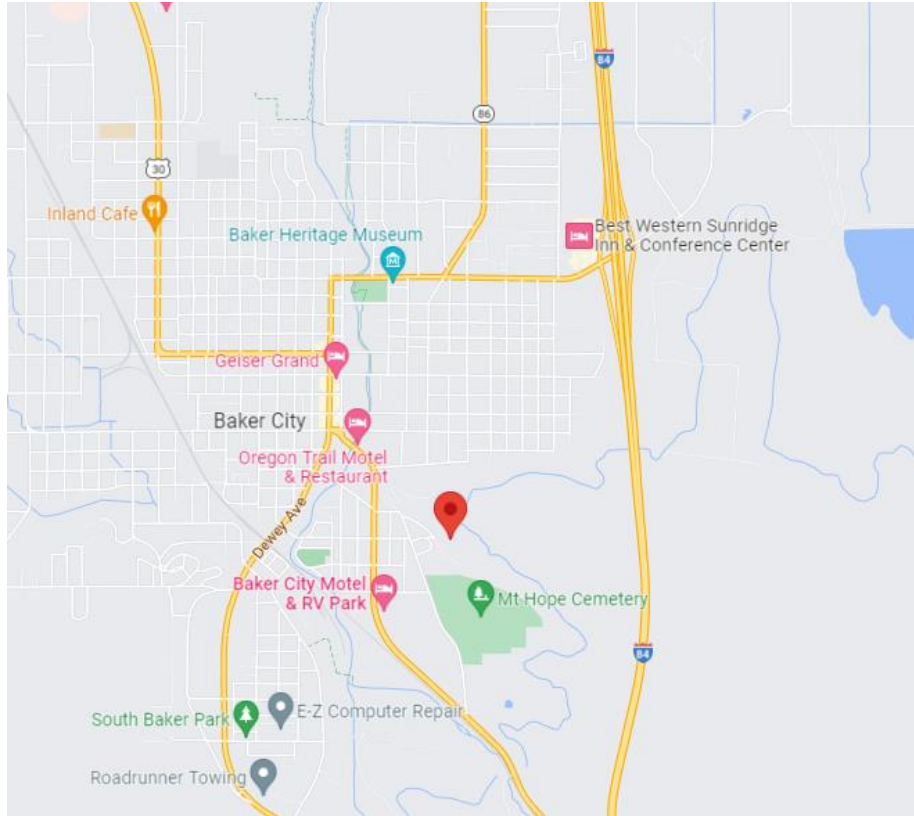 84
86
30
Inland Cafe
Best Western Sunridge
Inn & Conference Center
Baker Heritage Museum
Geiser Grand
Baker City
Oregon Trail Motel
& Restaurant
Dewey Ave
Baker City Motel
& RV Park
Mt Hope Cemetery
84
South Baker Park
E-Z Computer Repair
Roadrunner Towing